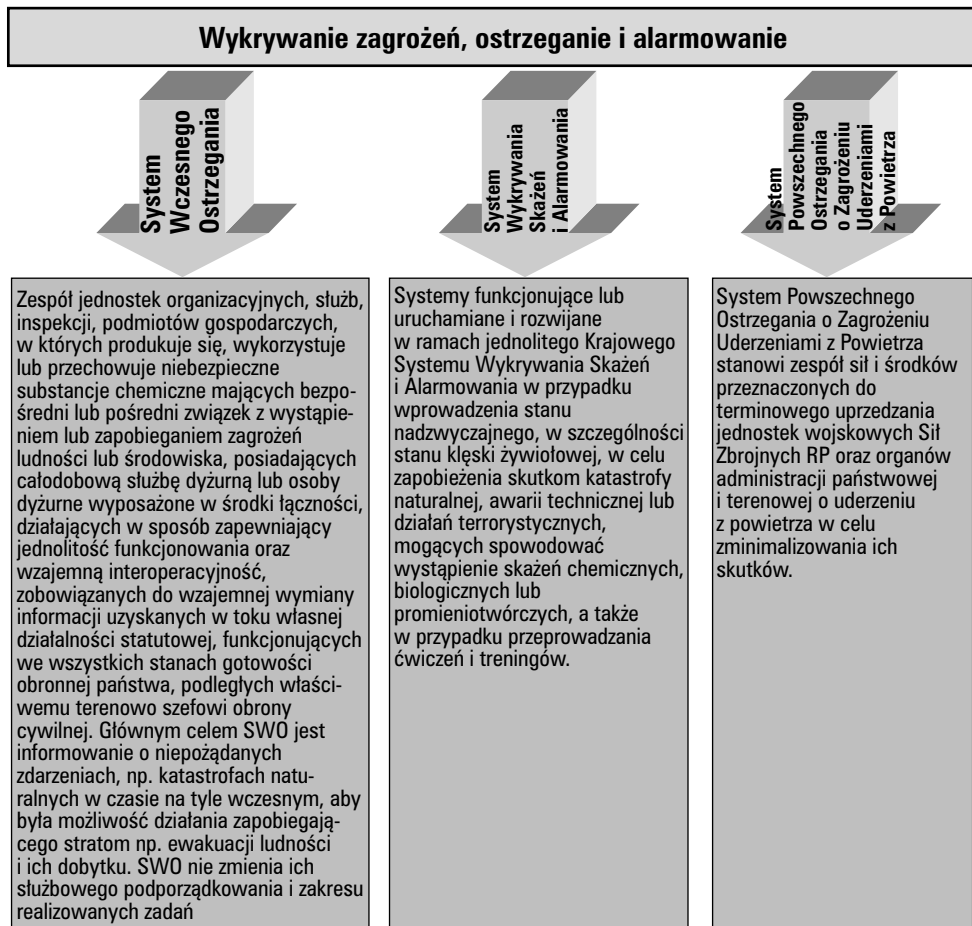 Wykrywanie zagrożeń, ostrzeganie i alarmowanie
System
Wczesnego
Ostrzegania
Zespół jednostek organizacyjnych, służb,
inspekcji, podmiotów gospodarczych,
w których produkuje się, wykorzystuje
lub przechowuje niebezpieczne
substancje chemiczne mających bezpo-
średni lub pośredni związek z wystąpie-
niem lub zapobieganiem zagrożeń
ludności lub środowiska, posiadających
całodobową służbę dyżurną lub osoby
dyżurne wyposażone w środki łączności,
działających w sposób zapewniający
jednolitość funkcjonowania oraz
wzajemną interoperacyjność,
zobowiązanych do wzajemnej wymiany
informacji uzyskanych w toku własnej
działalności statutowej, funkcjonujących
we wszystkich stanach gotowości
obronnej państwa, podległych właści-
wemu terenowo szefowi obrony
cywilnej. Głównym celem SWO jest
informowanie o niepożądanych
zdarzeniach, np. katastrofach natu-
ralnych w czasie na tyle wczesnym, aby
była możliwość działania zapobiegają-
cego stratom np. ewakuacji ludności
i ich dobytku. SWO nie zmienia ich
służbowego podporządkowania i zakresu
realizowanych zadań
System
Wykrywania
Skażeń
i Alarmowania
Systemy funkcjonujące lub
uruchamiane i rozwijane
w ramach jednolitego Krajowego
Systemu Wykrywania Skażeń
i Alarmowania w przypadku
wprowadzenia stanu
nadzwyczajnego, w szczególności
stanu klęski żywiołowej, w celu
zapobieżenia skutkom katastrofy
naturalnej, awarii technicznej lub
działań terrorystycznych,
mogących spowodować
wystąpienie skażeń chemicznych,
biologicznych lub
promieniotwórczych, a także
w przypadku przeprowadzania
ćwiczeń i treningów.
System
Powszechnego
Ostrzegania
o Zagrożeniu
Uderzeniami
z Powietrza
System Powszechnego
Ostrzegania o Zagrożeniu
Uderzeniami z Powietrza
stanowi zespół sił i środków
przeznaczonych do
terminowego uprzedzania
jednostek wojskowych Sił
Zbrojnych RP oraz organów
administracji państwowej
i terenowej o uderzeniu
z powietrza w celu
zminimalizowania ich
skutków.